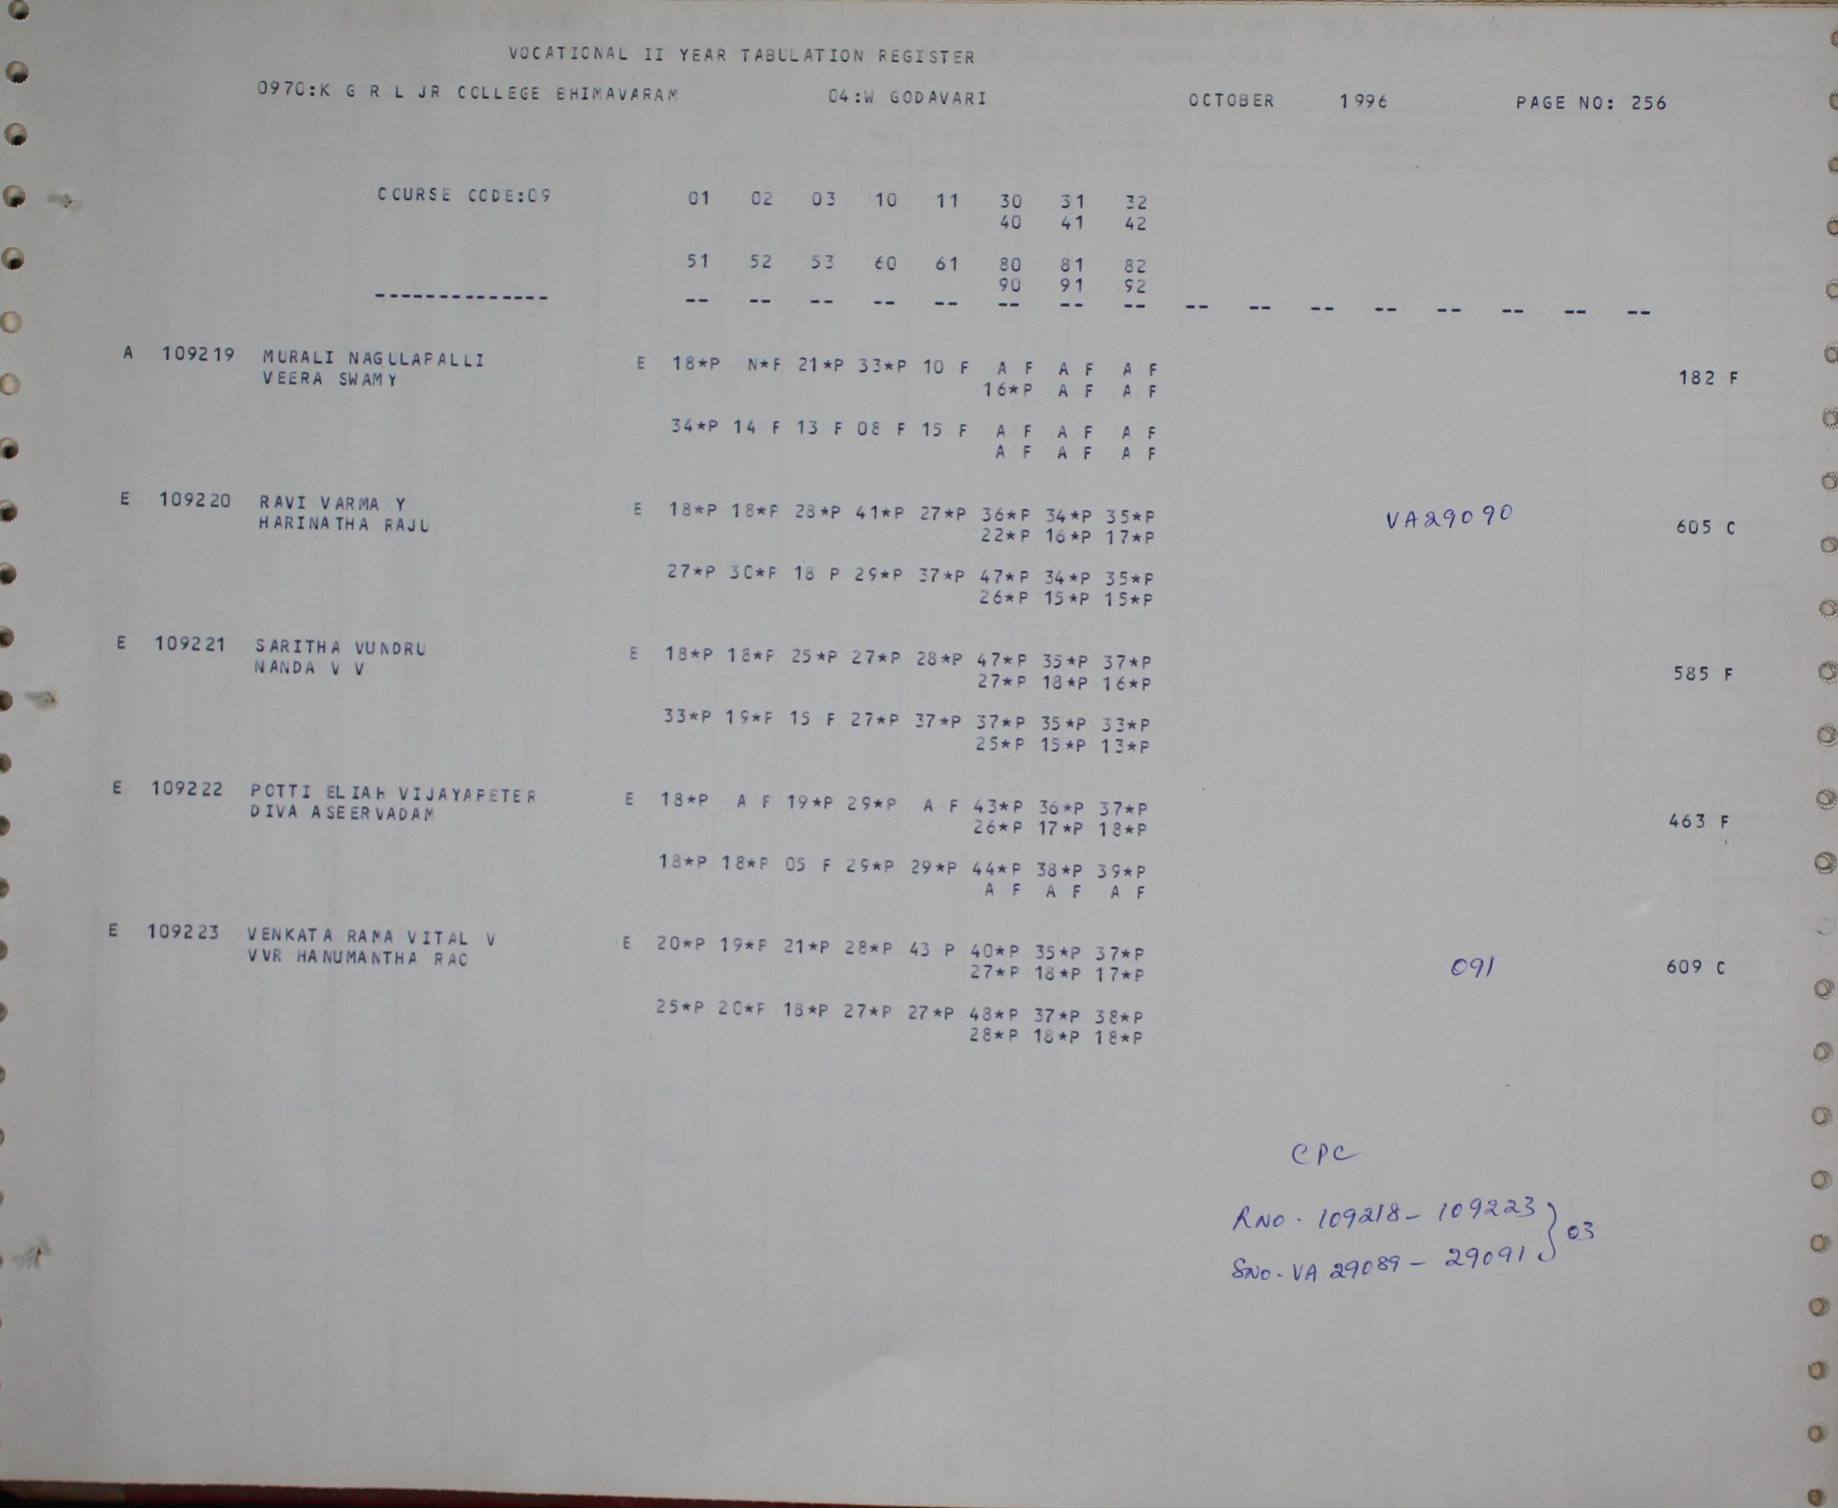 VOCATIONAL II YEAR TABULATION REGISTER
0970:K G R L JR COLLEGE BHIMAVARAM 04:W GODAVARI OCTOBER 1996 PAGE NO: 256
COURSE CODE:09 01 02 03 10 11 30 31 32
40 41 42
51 52 53 60 61 80 81 82
90 91 92
-------------- -- -- -- -- -- -- -- -- -- -- -- -- -- -- -- --
A 109219 MURALI NAGULAPALLI E 18*P N*F 21*P 33*P 10 F A F A F A F
VEERA SWAMY 16*P A F A F 182 F
34*P 14 F 13 F 08 F 15 F A F A F A F
A F A F A F
E 109220 RAVI VARMA Y E 18*P 18*P 28*P 41*P 27*P 36*P 34*P 35*P VA29090
HARINATHA RAJU 22*P 16*P 17*P 605 C
27*P 30*P 18 P 29*P 37*P 47*P 34*P 35*P
26*P 15*P 15*P
E 109221 SARITHA VUNDRU E 18*P 18*P 25*P 27*P 28*P 47*P 35*P 37*P
NANDA V V 27*P 18*P 16*P 585 F
33*P 19*P 15 F 27*P 37*P 37*P 35*P 33*P
25*P 15*P 13*P
E 109222 POTTI ELIAH VIJAYAPETER E 18*P A F 19*P 29*P A F 43*P 36*P 37*P
DIVA ASEERVADAM 26*P 17*P 18*P 463 F
18*P 18*P 05 F 29*P 29*P 44*P 38*P 39*P
A F A F A F
E 109223 VENKATA RAMA VITAL V E 20*P 19*P 21*P 28*P 43 P 40*P 35*P 37*P
VVR HANUMANTHA RAO 27*P 18*P 17*P 091 609 C
25*P 20*P 18*P 27*P 27*P 48*P 37*P 38*P
28*P 18*P 18*P
CPC
RNO. 109218 - 109223 } 03
SNO. VA 29089 - 29091